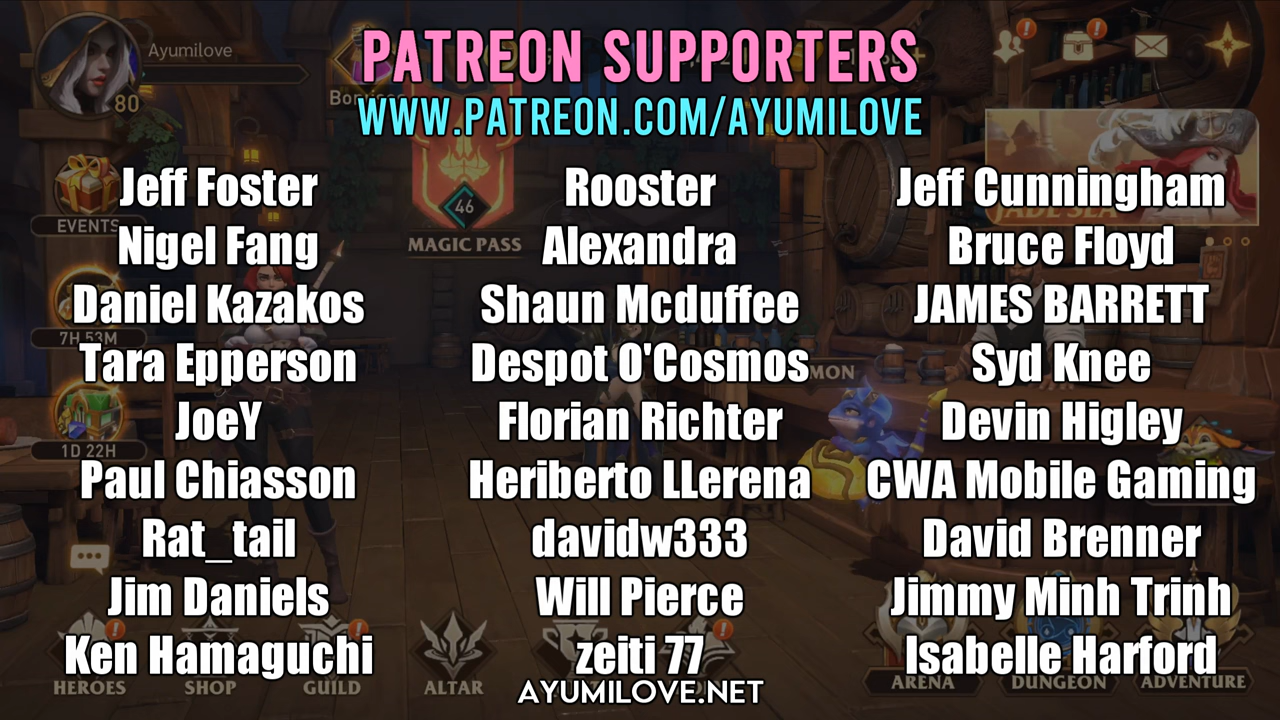 PATREON SUPPORTERS
WWW.PATREON.COM/AYUMILOVE
Ayumilove
80
EVENTS
46
MAGIC PASS
JADE SEA
7H 53M
1D 22H
Jeff Foster
Nigel Fang
Daniel Kazakos
Tara Epperson
JoeY
Paul Chiasson
Rat_tail
Jim Daniels
Ken Hamaguchi
Rooster
Alexandra
Shaun Mcduffee
Despot O'Cosmos
Florian Richter
Heriberto LLerena
davidw333
Will Pierce
zeiti 77
Jeff Cunningham
Bruce Floyd
JAMES BARRETT
Syd Knee
Devin Higley
CWA Mobile Gaming
David Brenner
Jimmy Minh Trinh
Isabelle Harford
HEROES
SHOP
GUILD
ALTAR
ARENA
DUNGEON
ADVENTURE
AYUMILOVE.NET